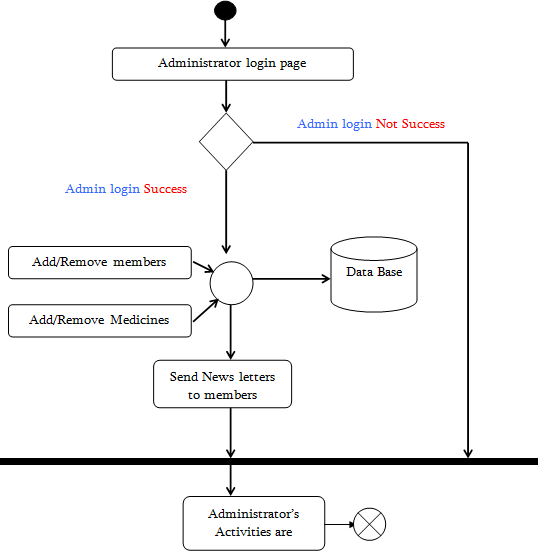 Administrator login page
Admin login Not Success
Admin login Success
Add/Remove members
Data Base
Add/Remove Medicines
Send News letters
to members
Administrator's
Activities are